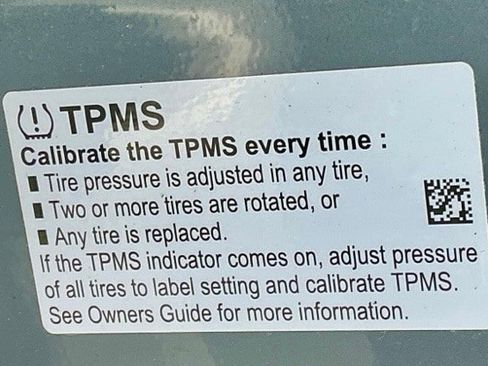 TPMS
Calibrate the TPMS every time :
Tire pressure is adjusted in any tire,
Two or more tires are rotated, or
Any tire is replaced.
If the TPMS indicator comes on, adjust pressure
of all tires to label setting and calibrate TPMS.
See Owners Guide for more information.